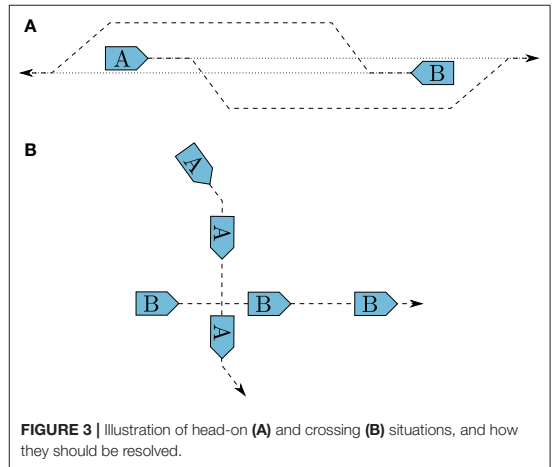 A
A
B
B
A
A
B
B
B
A
FIGURE 3 | Illustration of head-on (A) and crossing (B) situations, and how
they should be resolved.